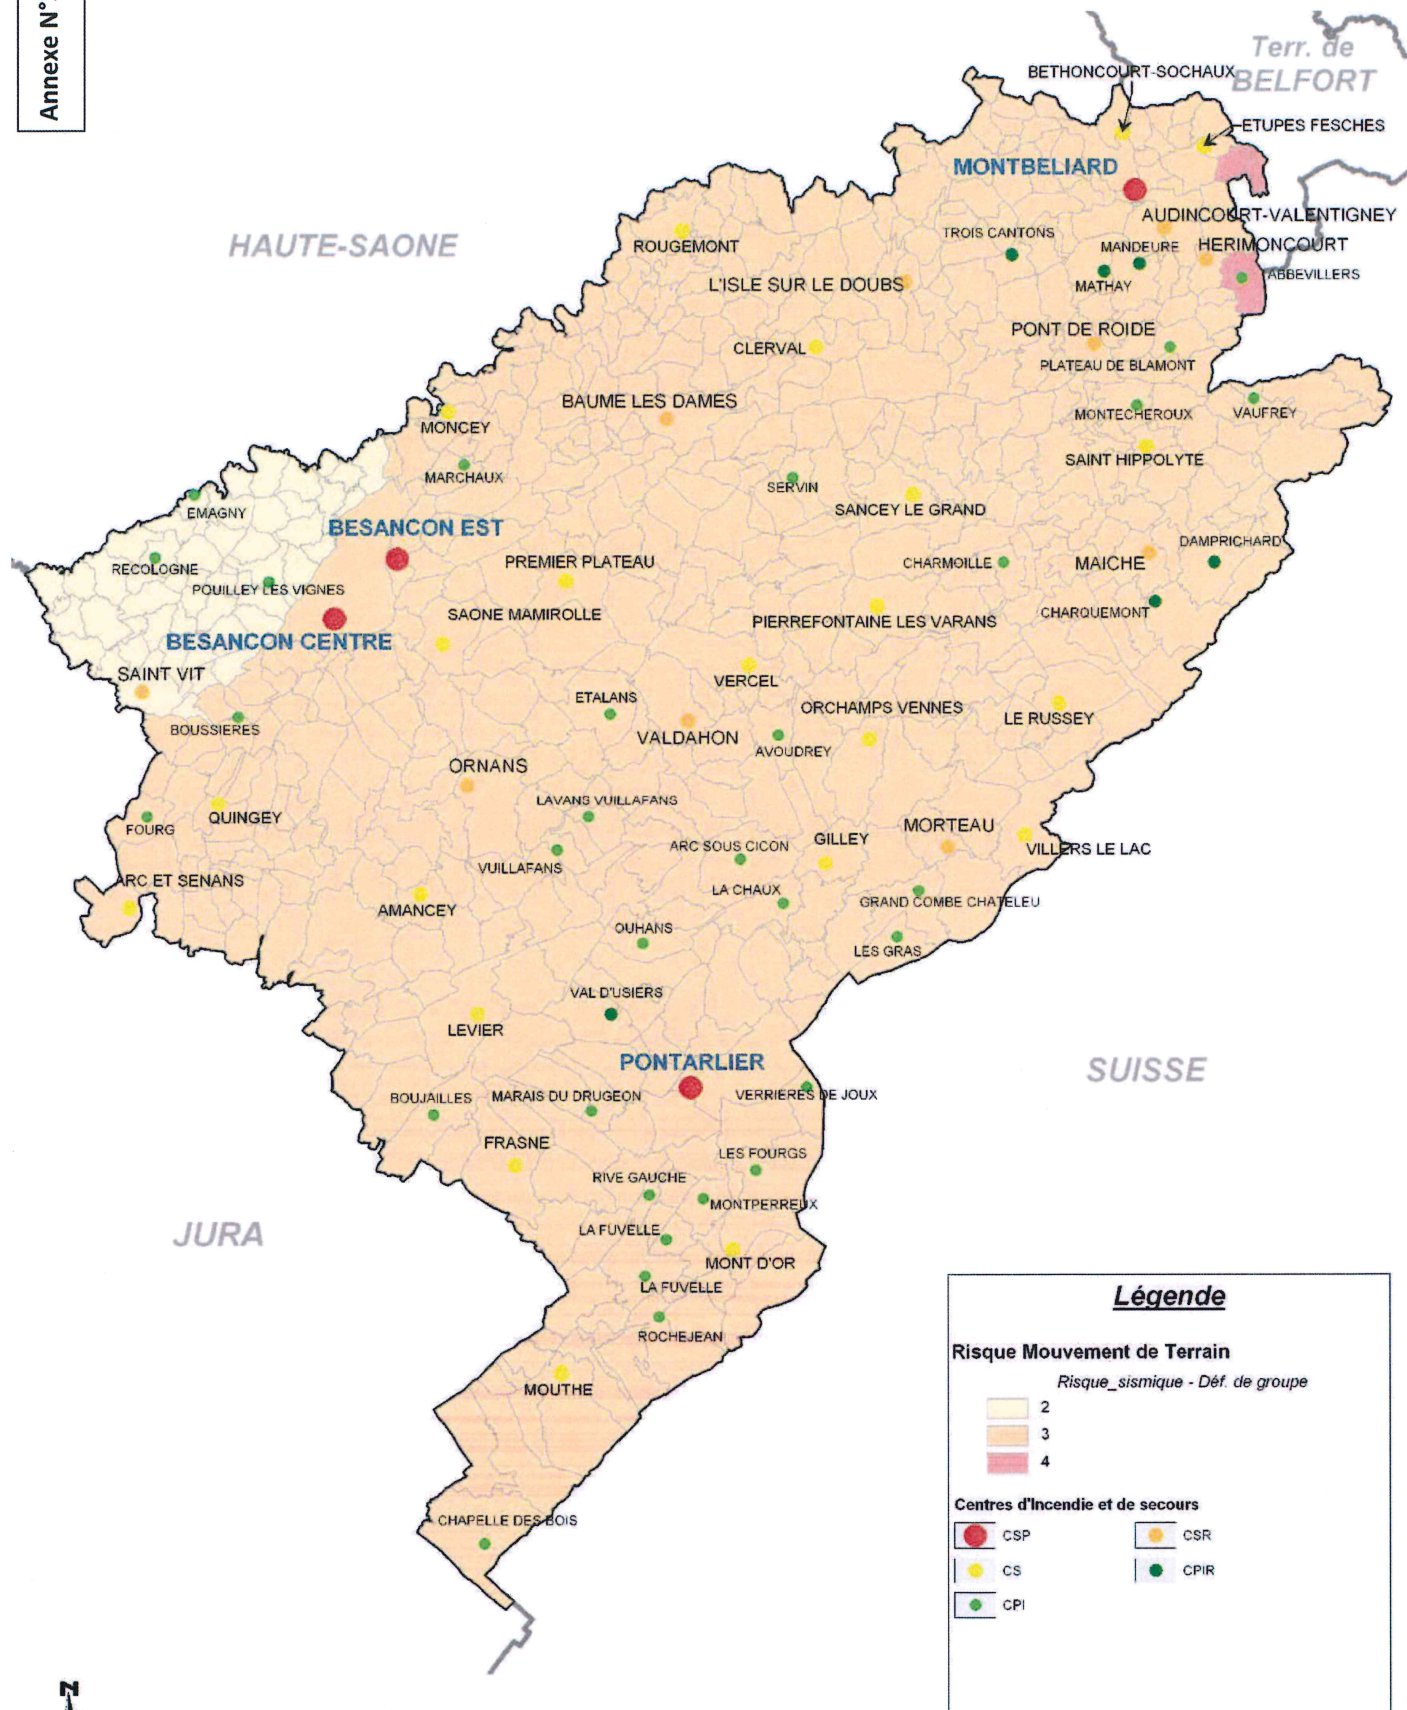 Annexe N°
Terr. de
BELFORT
BETHONCOURT-SOCHAUX
ETUPES FESCHES
MONTBELIARD
AUDINCOURT-VALENTIGNEY
HAUTE-SAONE
ROUGEMONT
TROIS CANTONS
MANDEURE
HERIMONCOURT
L'ISLE SUR LE DOUBS
MATHAY
ABBEVILLERS
PONT DE ROIDE
CLERVAL
PLATEAU DE BLAMONT
BAUME LES DAMES
MONTECHEROUX
VAUFREY
MONCEY
SAINT HIPPOLYTE
MARCHAUX
SERVIN
SANCEY LE GRAND
EMAGNY
BESANCON EST
DAMPRICHARD
RECOLOGNE
PREMIER PLATEAU
CHARMOILLE
MAICHE
POUILLEY LES VIGNES
SAONE MAMIROLLE
PIERREFONTAINE LES VARANS
CHARQUEMONT
BESANCON CENTRE
SAINT VIT
VERCEL
ETALANS
ORCHAMPS VENNES
LE RUSSEY
BOUSSIERES
VALDAHON
AVOUDREY
ORNANS
LAVANS VUILLAFANS
FOURG
QUINGEY
ARC SOUS CICON
GILLEY
MORTEAU
VILLERS LE LAC
VUILLAFANS
ARC ET SENANS
LA CHAUX
GRAND COMBE CHATELEU
AMANCEY
OUHANS
LES GRAS
VAL D'USIERS
LEVIER
PONTARLIER
SUISSE
BOUJAILLES
MARAIS DU DRUGEON
VERRIERES DE JOUX
FRASNE
LES FOURGS
RIVE GAUCHE
MONTPERREUX
JURA
LA FUVELLE
MONT D'OR
LA FUVELLE
ROCHEJEAN
MOUTHE
CHAPELLE DES BOIS
Légende
Risque Mouvement de Terrain
Risque_sismique - Déf. de groupe
2
3
4
Centres d'Incendie et de secours
CSP
CSR
CS
CPIR
CPI
N